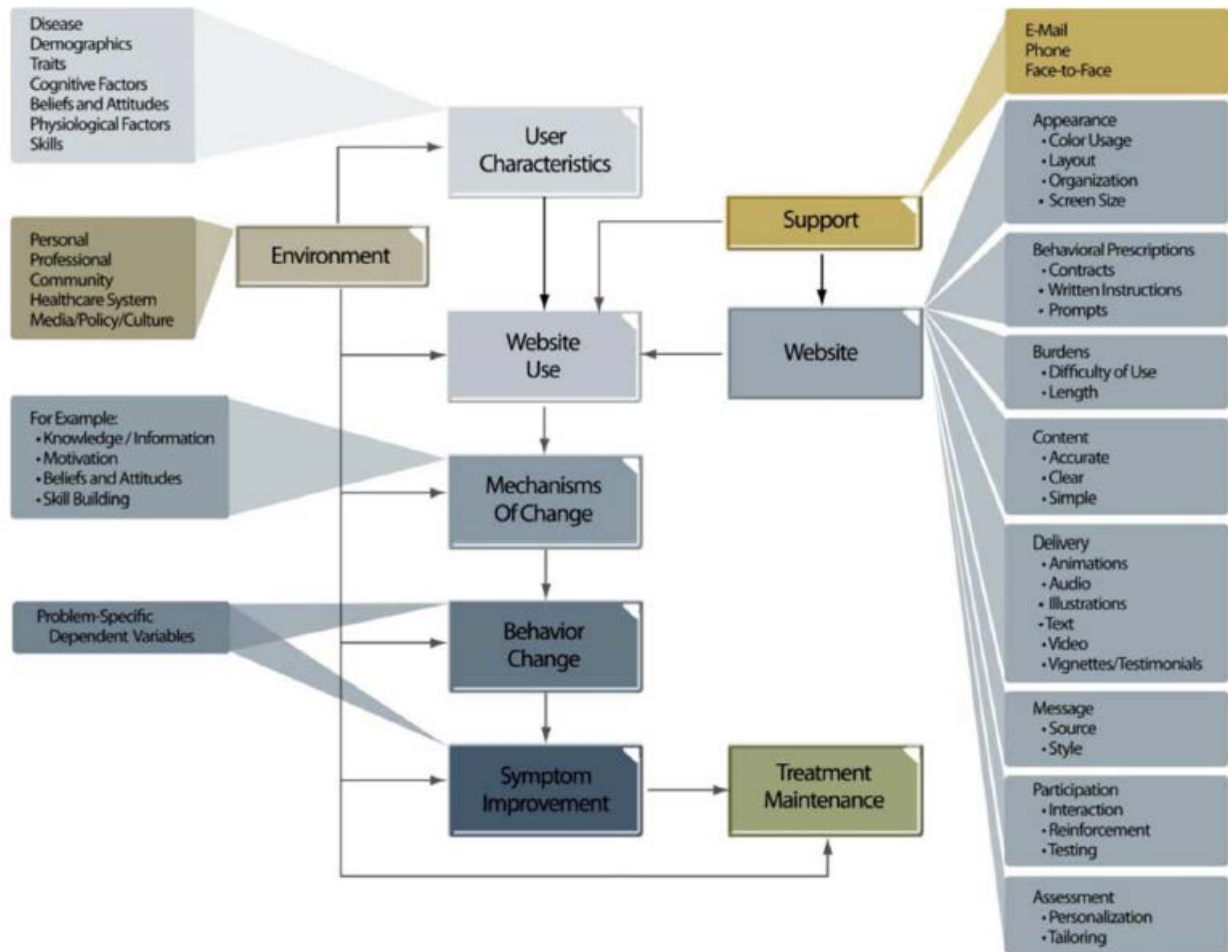 Disease
Demographics
Traits
Cognitive Factors
Beliefs and Attitudes
Physiological Factors
Skills
User
Characteristics
Personal
Professional
Community
Healthcare System
Media/Policy/Culture
Environment
Support
E-Mail
Phone
Face-to-Face
Website
Use
Website
Appearance
• Color Usage
• Layout
• Organization
• Screen Size
Behavioral Prescriptions
• Contracts
• Written Instructions
• Prompts
Burdens
• Difficulty of Use
• Length
Content
• Accurate
• Clear
• Simple
Delivery
• Animations
• Audio
• Illustrations
• Text
• Video
• Vignettes/Testimonials
Message
• Source
• Style
Participation
• Interaction
• Reinforcement
• Testing
Assessment
• Personalization
• Tailoring
For Example:
• Knowledge / Information
• Motivation
• Beliefs and Attitudes
• Skill Building
Mechanisms
Of Change
Problem-Specific
Dependent Variables
Behavior
Change
Symptom
Improvement
Treatment
Maintenance